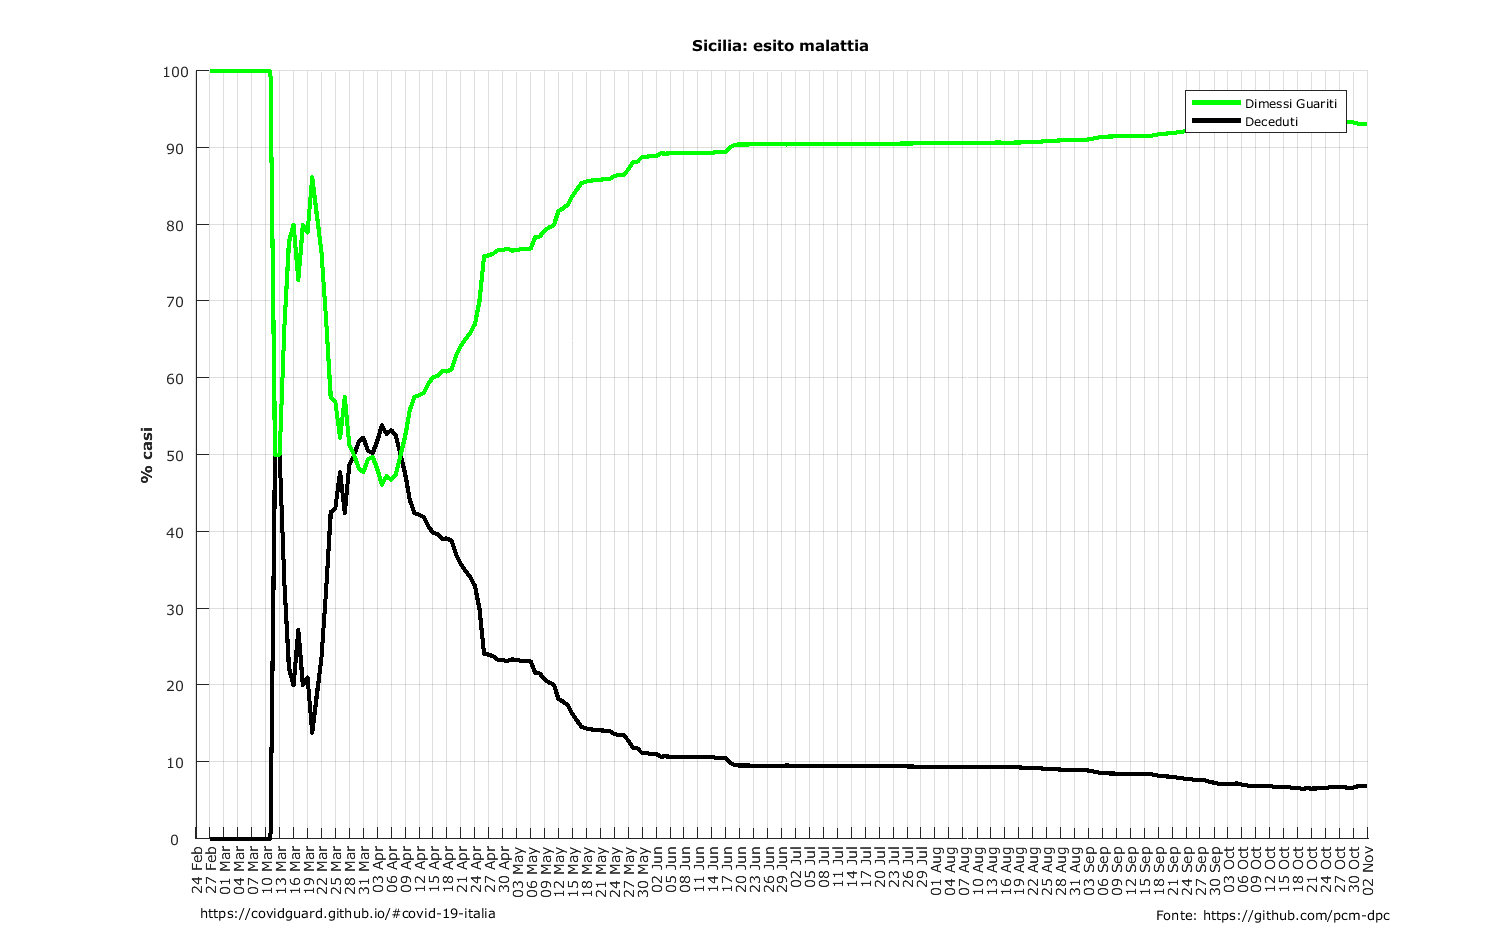 Sicilia: esito malattia
100
90
80
70
60
50
40
30
20
10
0
% casi
Dimessi Guariti
Deceduti
24 Feb
27 Feb
01 Mar
04 Mar
07 Mar
10 Mar
13 Mar
16 Mar
19 Mar
22 Mar
25 Mar
28 Mar
31 Mar
03 Apr
06 Apr
09 Apr
12 Apr
15 Apr
18 Apr
21 Apr
24 Apr
27 Apr
30 Apr
03 May
06 May
09 May
12 May
15 May
18 May
21 May
24 May
27 May
30 May
02 Jun
05 Jun
08 Jun
11 Jun
14 Jun
17 Jun
20 Jun
23 Jun
26 Jun
29 Jun
02 Jul
05 Jul
08 Jul
11 Jul
14 Jul
17 Jul
20 Jul
23 Jul
26 Jul
29 Jul
01 Aug
04 Aug
07 Aug
10 Aug
13 Aug
16 Aug
19 Aug
22 Aug
25 Aug
28 Aug
31 Aug
03 Sep
06 Sep
09 Sep
12 Sep
15 Sep
18 Sep
21 Sep
24 Sep
27 Sep
30 Sep
03 Oct
06 Oct
09 Oct
12 Oct
15 Oct
18 Oct
21 Oct
24 Oct
27 Oct
30 Oct
02 Nov
https://covidguard.github.io/#covid-19-italia
Fonte: https://github.com/pcm-dpc